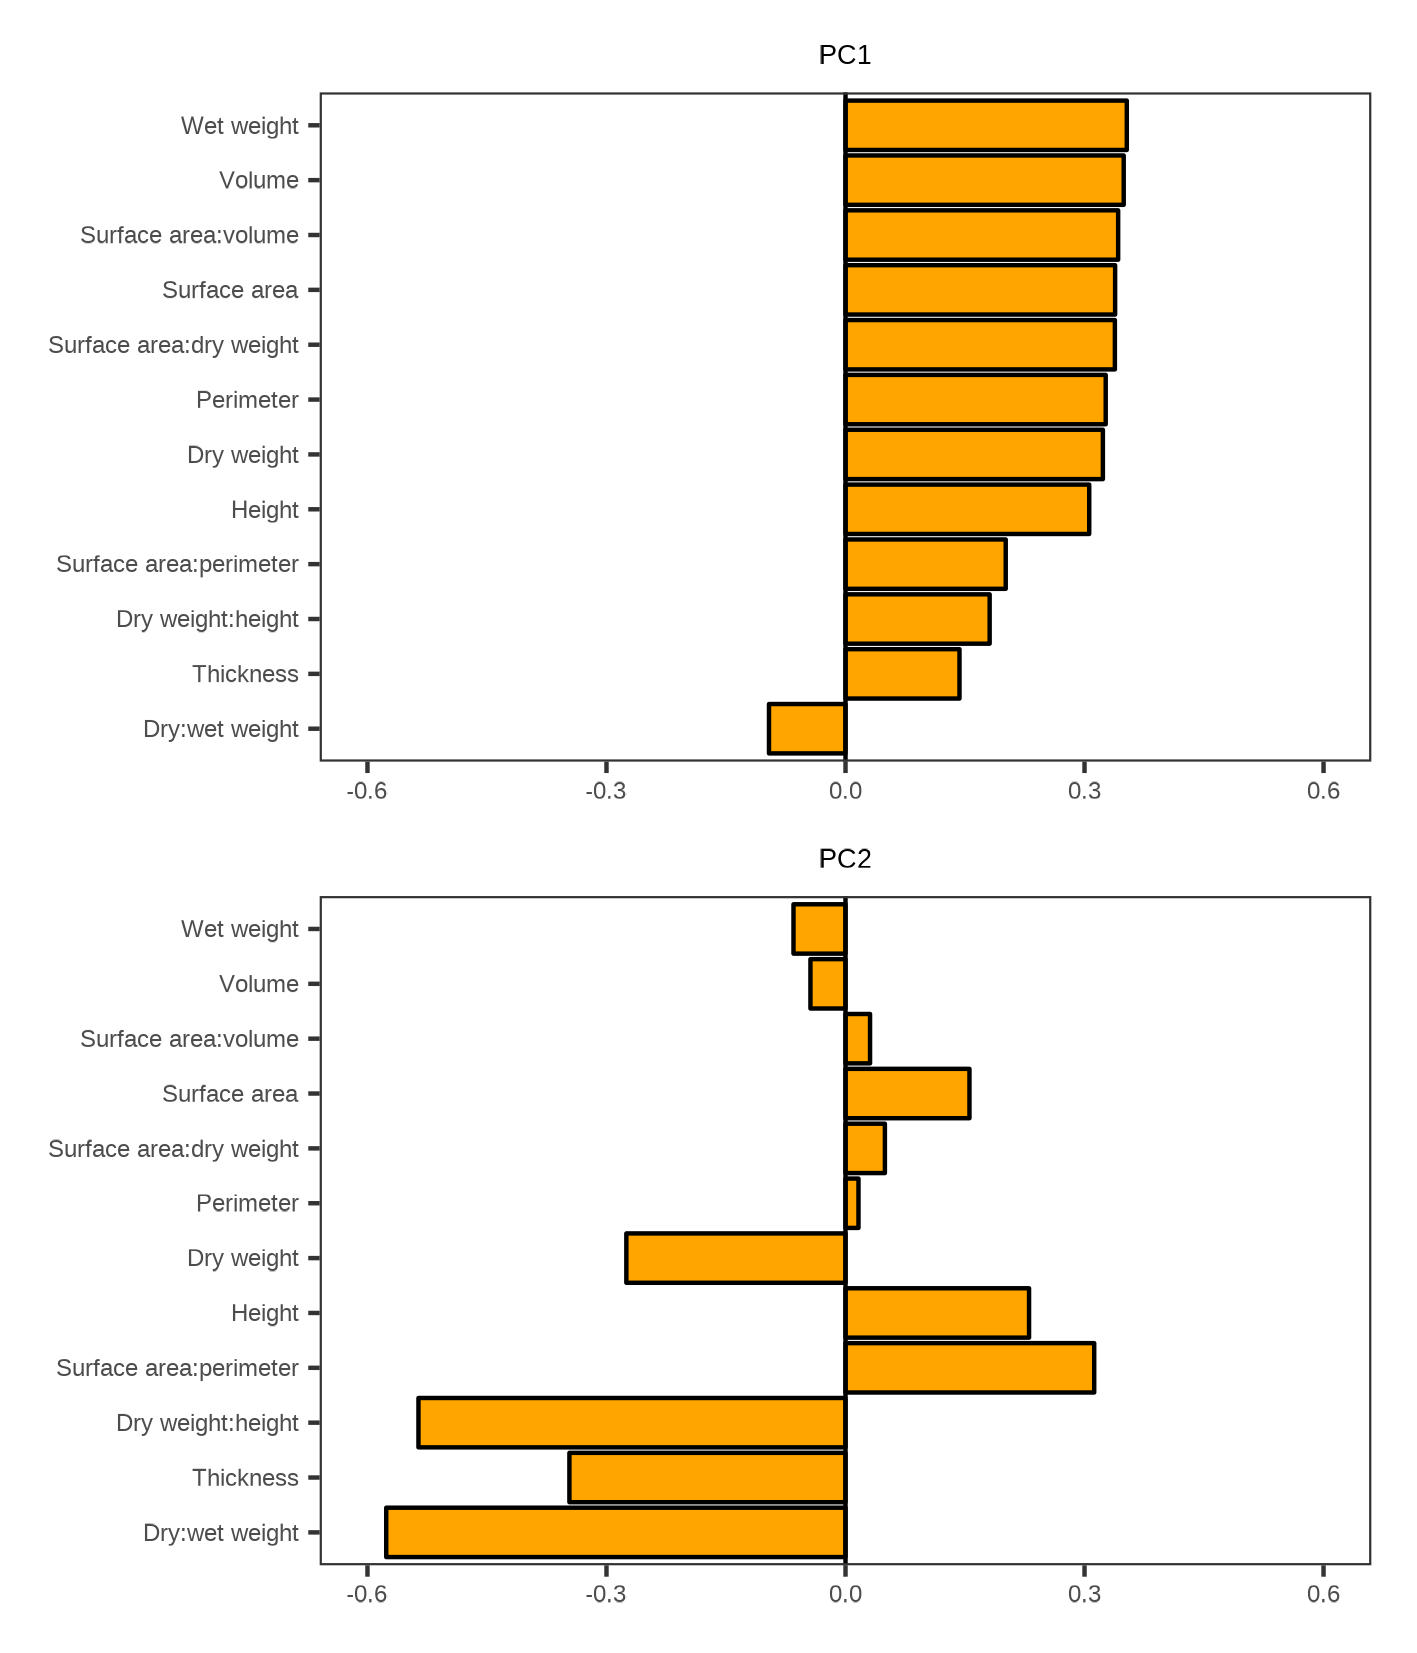 PC1
Wet weight
Volume
Surface area:volume
Surface area
Surface area:dry weight
Perimeter
Dry weight
Height
Surface area:perimeter
Dry weight:height
Thickness
Dry:wet weight
-0.6 -0.3 0.0 0.3 0.6
PC2
Wet weight
Volume
Surface area:volume
Surface area
Surface area:dry weight
Perimeter
Dry weight
Height
Surface area:perimeter
Dry weight:height
Thickness
Dry:wet weight
-0.6 -0.3 0.0 0.3 0.6